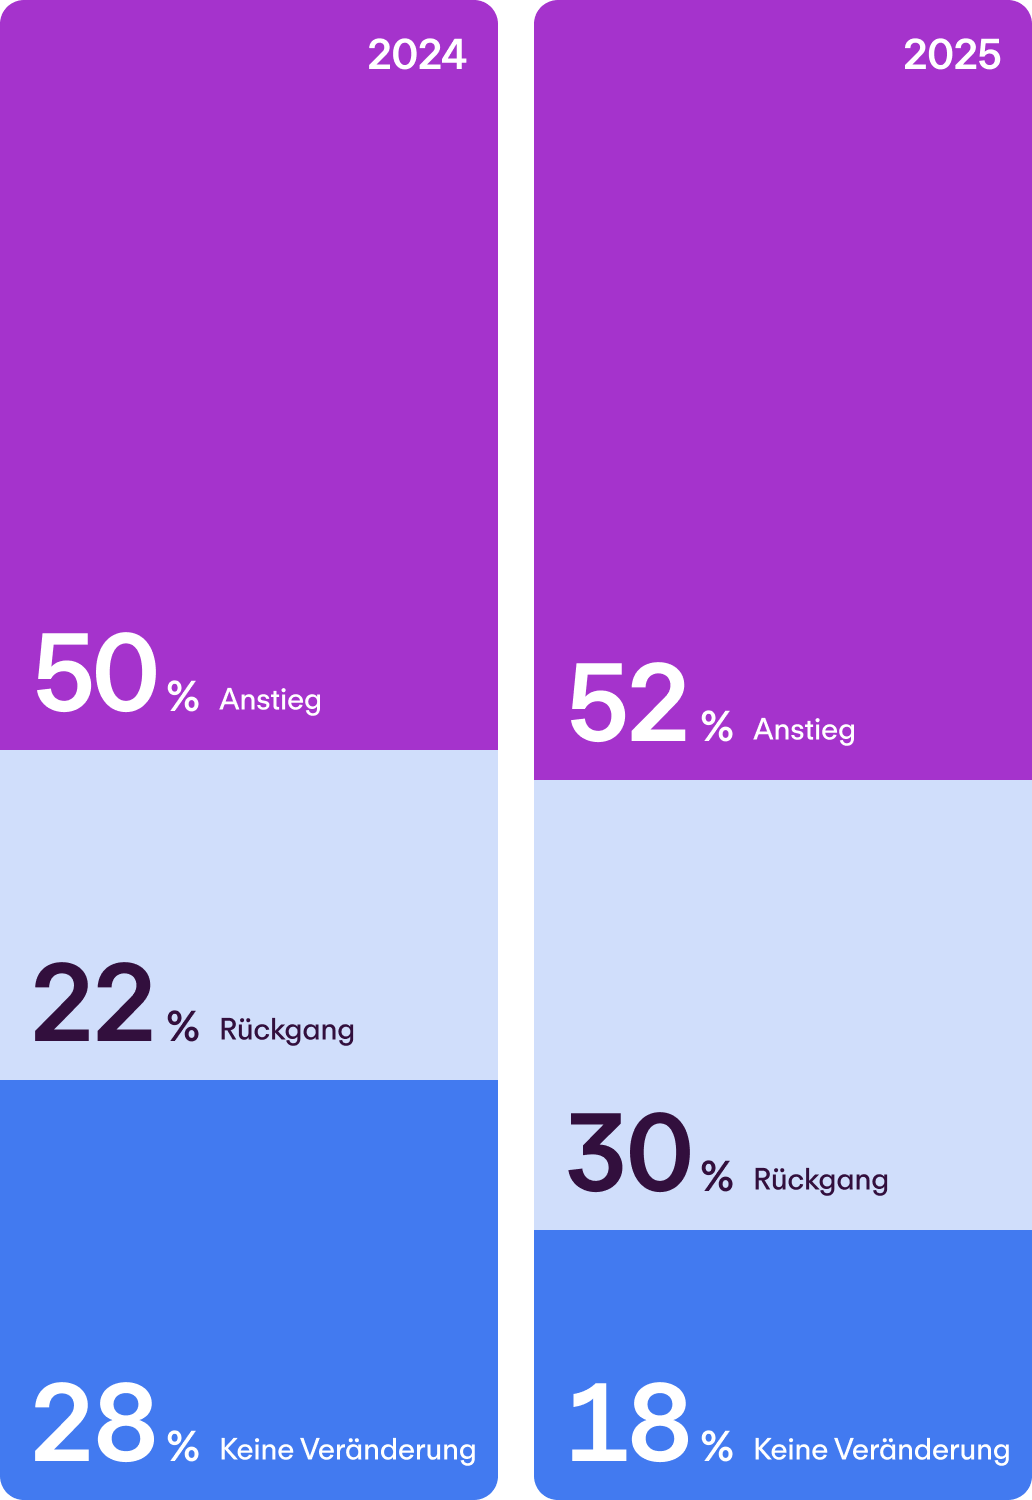 2024
50 % Anstieg
22 % Rückgang
28 % Keine Veränderung
2025
52 % Anstieg
30 % Rückgang
18 % Keine Veränderung